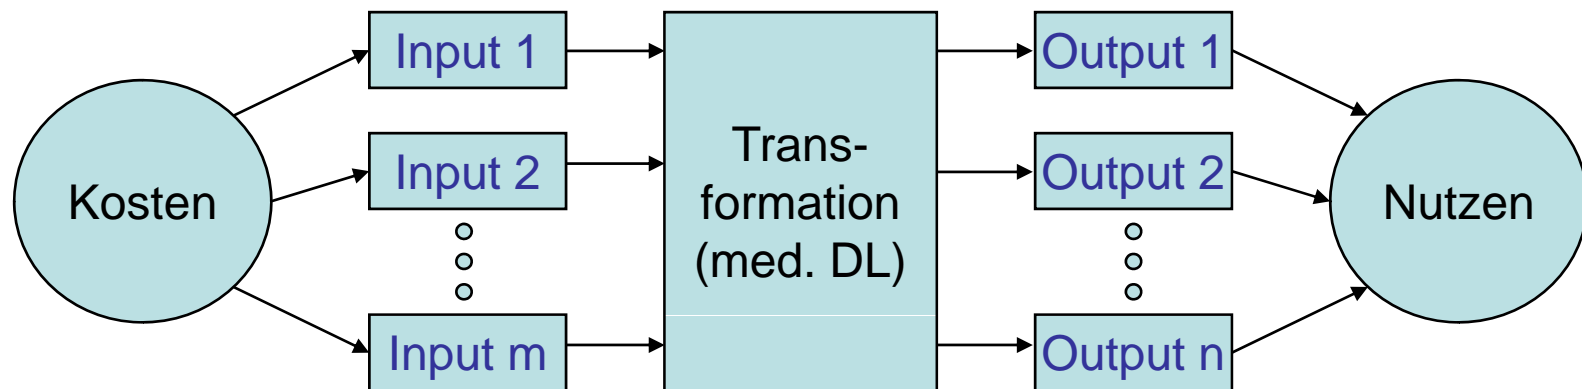 Kosten
Input 1
Input 2
Input m
Trans-
formation
(med. DL)
Output 1
Output 2
Output n
Nutzen